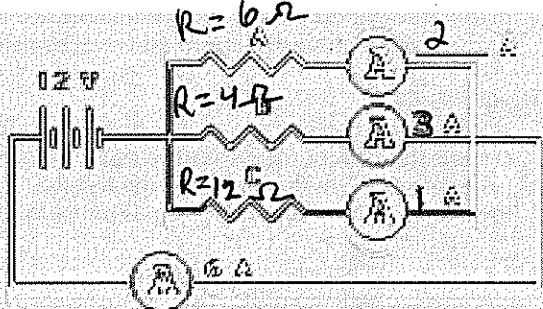 R = 6 Ω
A
A 2 A
12 V
R = 4 Ω
A 3 A
R = 12 Ω
C
A 1 A
A 6 A